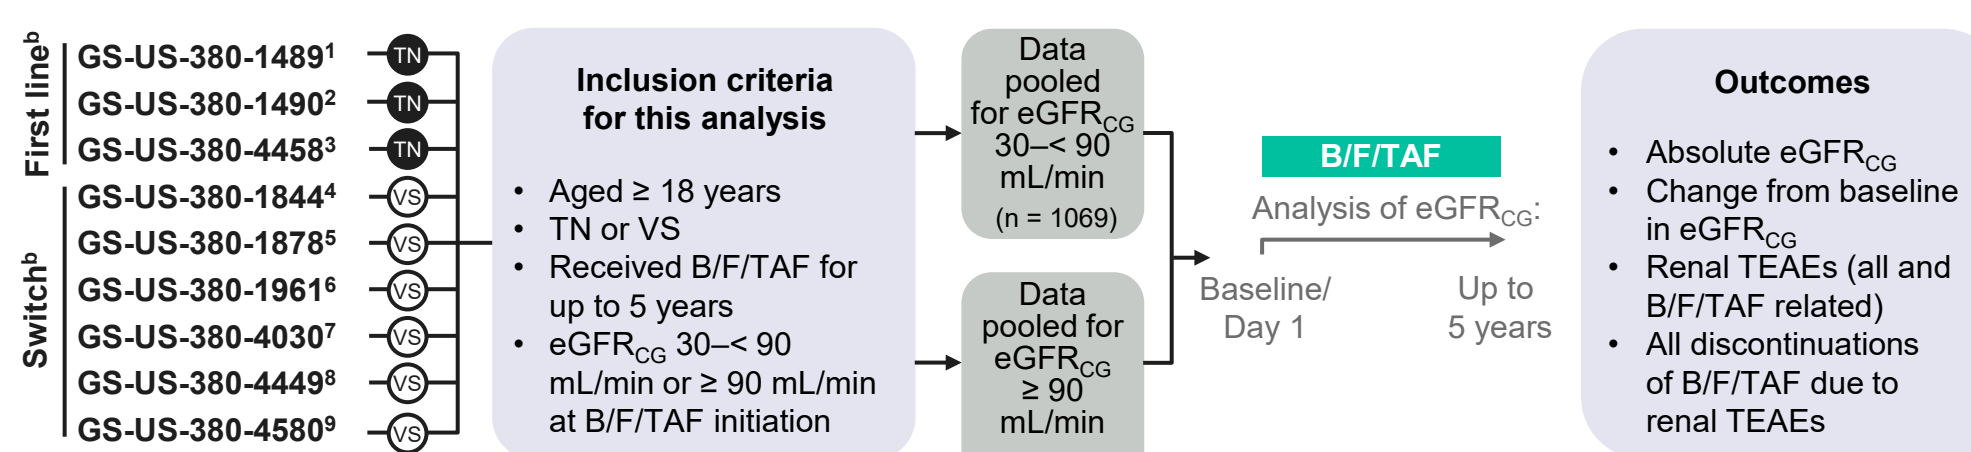 First line^b
GS-US-380-1489¹
TN
GS-US-380-1490²
TN
GS-US-380-4458³
TN
Switch^b
GS-US-380-1844⁴
VS
GS-US-380-1878⁵
VS
GS-US-380-1961⁶
VS
GS-US-380-4030⁷
VS
GS-US-380-4449⁸
VS
GS-US-380-4580⁹
VS
Inclusion criteria
for this analysis
• Aged ≥ 18 years
• TN or VS
• Received B/F/TAF for
up to 5 years
• eGFR_CG 30–< 90
mL/min or ≥ 90 mL/min
at B/F/TAF initiation
Data
pooled
for eGFR_CG
30–< 90
mL/min
(n = 1069)
Data
pooled for
eGFR_CG
≥ 90
mL/min
B/F/TAF
Analysis of eGFR_CG:
Baseline/
Day 1
Up to
5 years
Outcomes
• Absolute eGFR_CG
• Change from baseline
in eGFR_CG
• Renal TEAEs (all and
B/F/TAF related)
• All discontinuations
of B/F/TAF due to
renal TEAEs